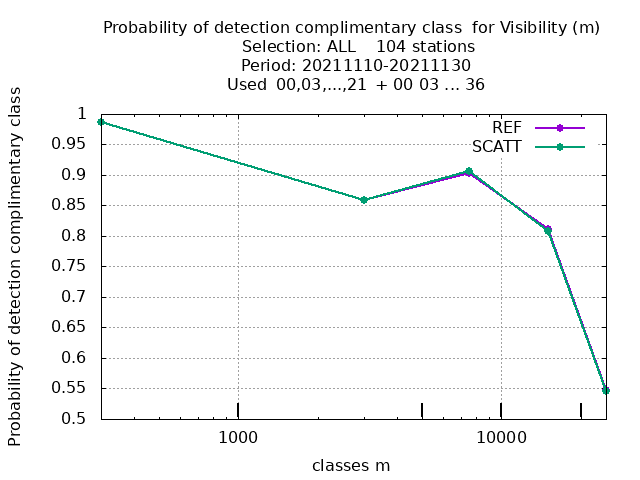 Probability of detection complimentary class  for Visibility (m)
Selection: ALL    104 stations
Period: 20211110-20211130
Used  00,03,...,21  + 00 03 ... 36
Probability of detection complimentary class
1
0.95
0.9
0.85
0.8
0.75
0.7
0.65
0.6
0.55
0.5
REF
SCATT
1000
10000
classes m